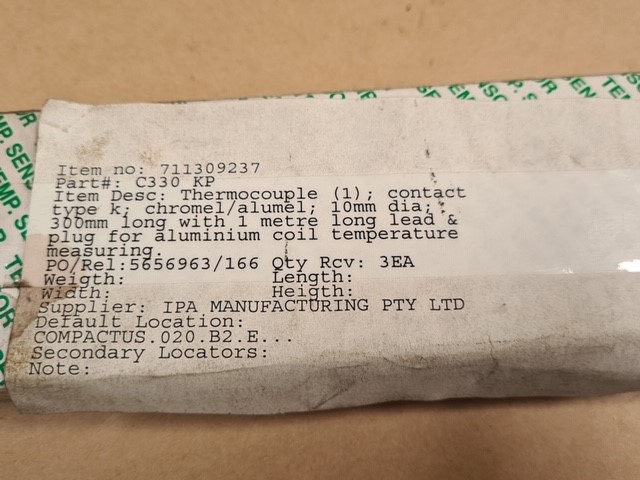 Item no: 711309237
Part#: C330 KP
Item Desc: Thermocouple (1); contact
type k; chromel/alumel; 10mm dia;
300mm long with 1 metre long lead &
plug for aluminium coil temperature
measuring.
PO/Rel:5656963/166 Qty Rcv: 3EA
Weigth: Length:
Width: Heigth:
Supplier: IPA MANUFACTURING PTY LTD
Default Location:
COMPACTUS.020.B2.E...
Secondary Locators:
Note:
TEMP. SENSOR